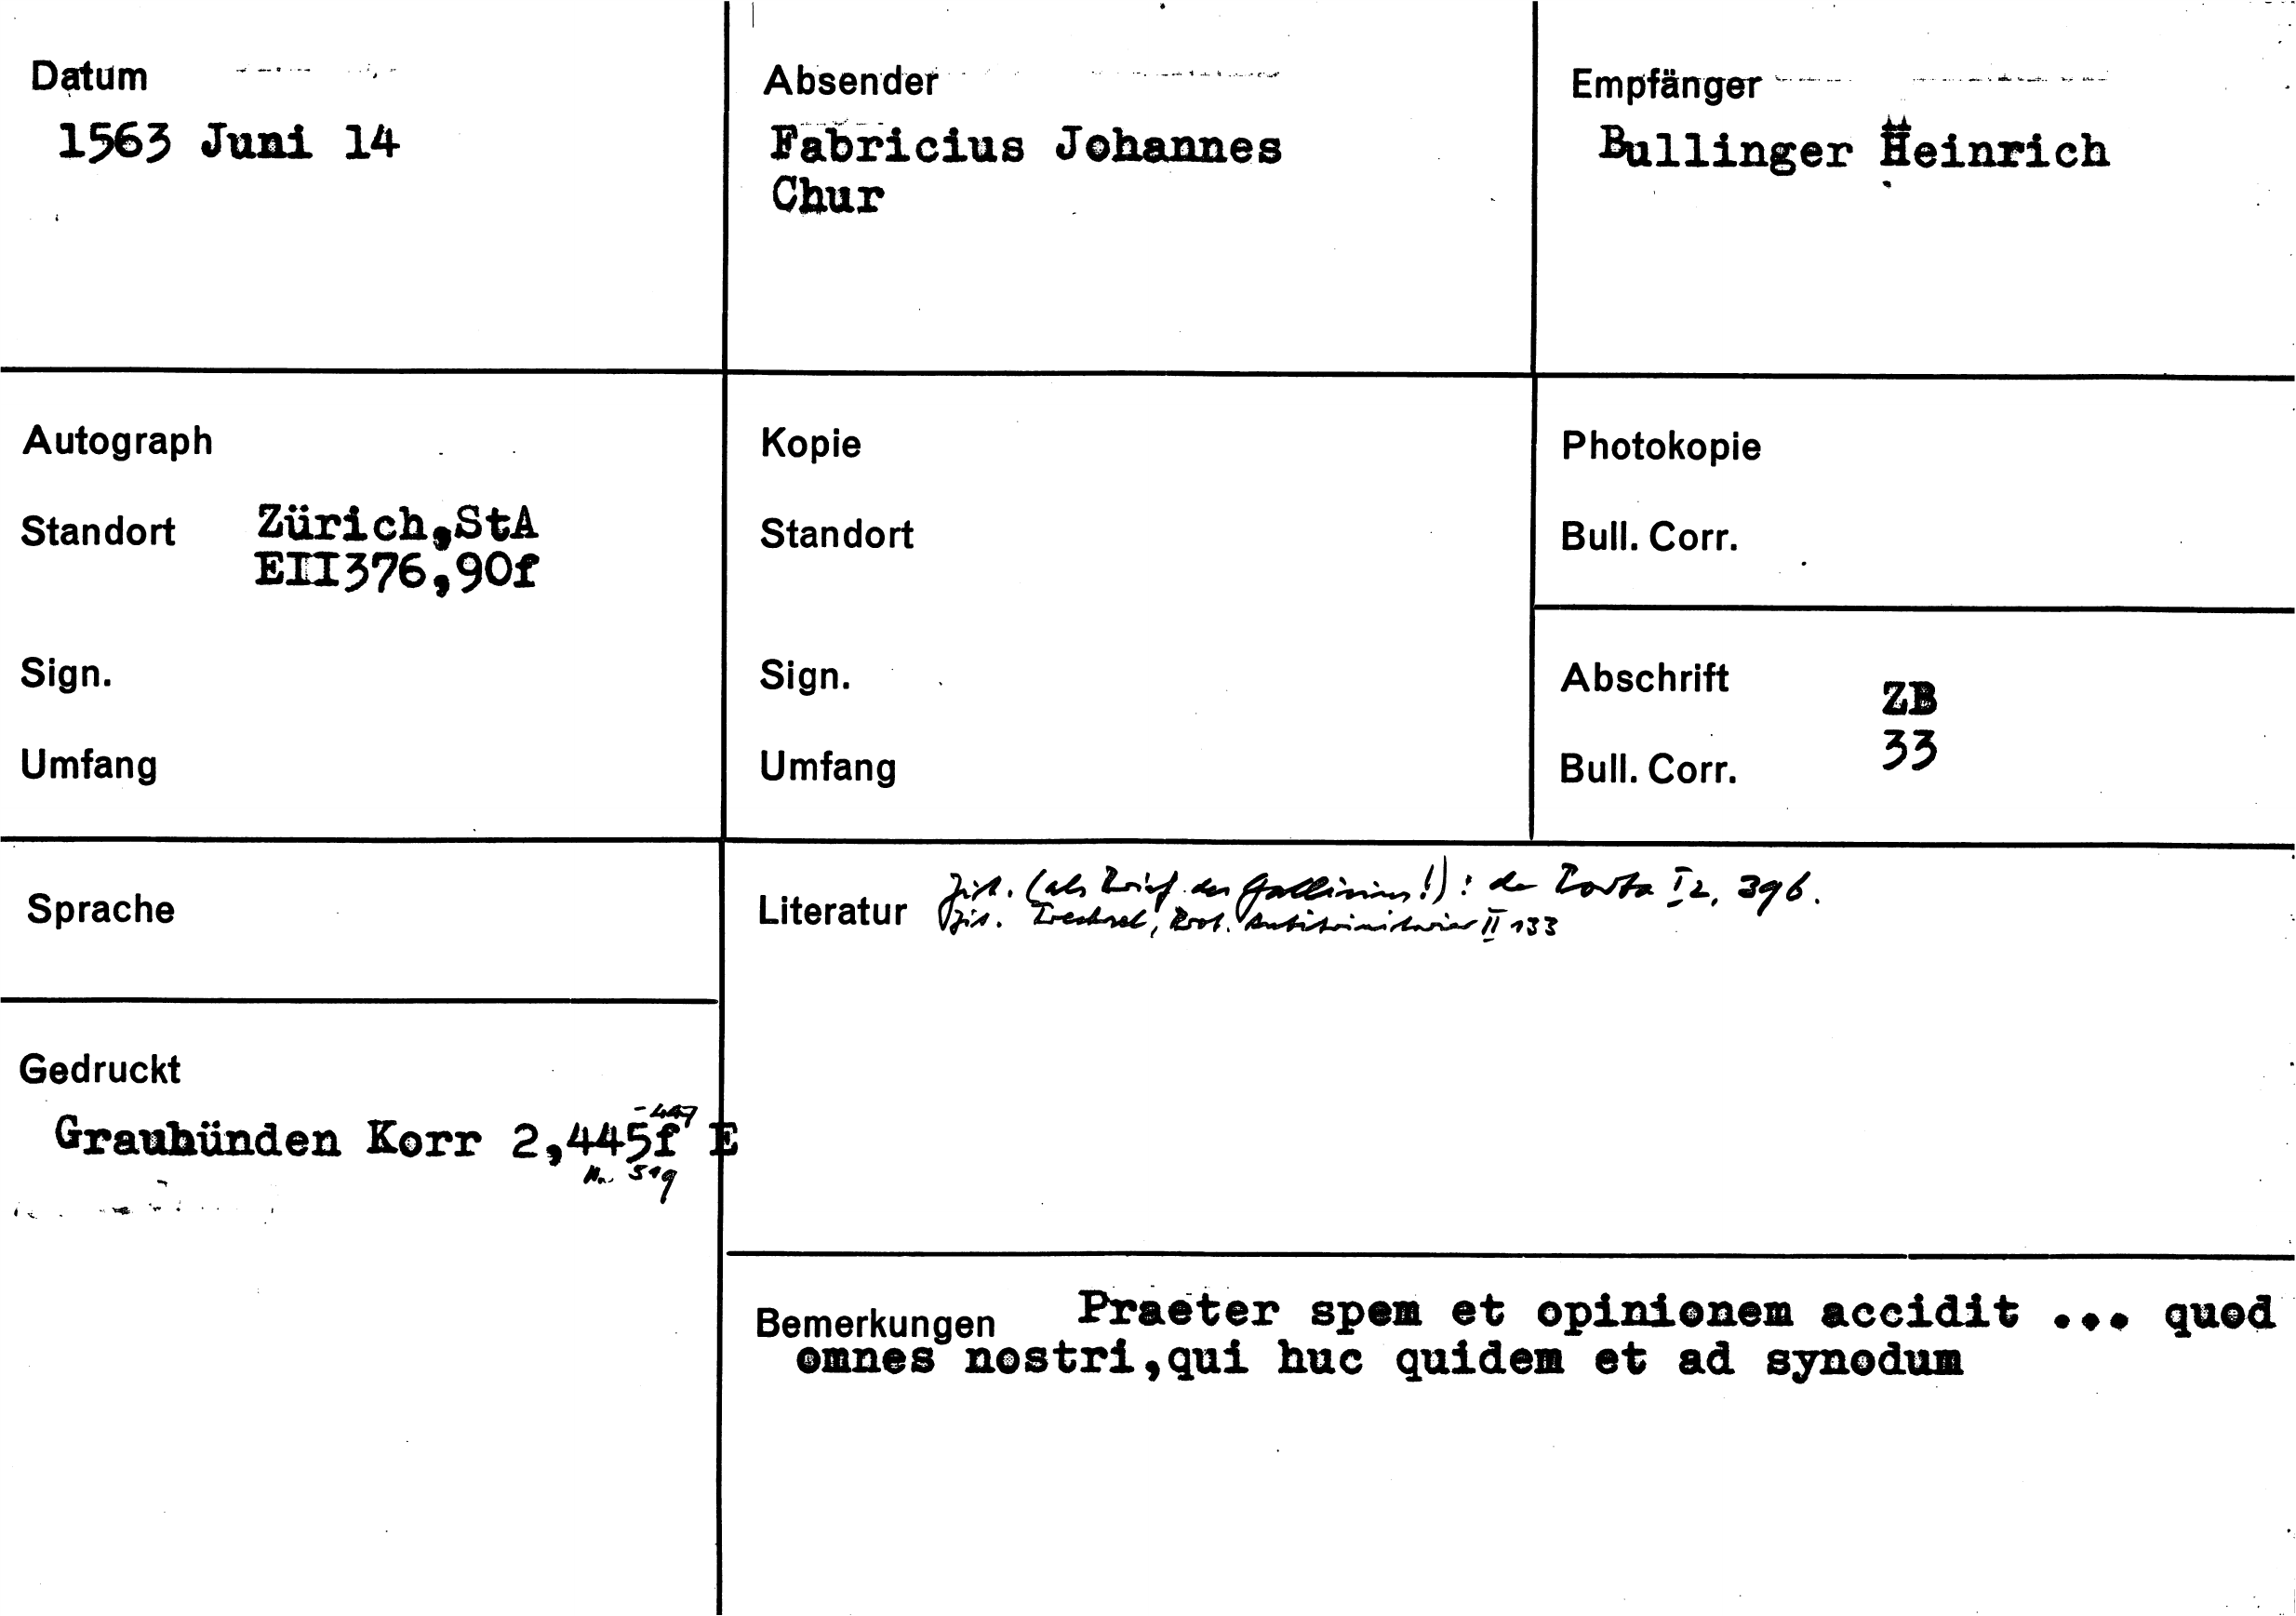 Datum
1563 Juni 14
Absender
Fabricius Johannes
Chur
Empfänger
Bullinger Heinrich
Autograph
Standort Zürich,StA
EII376,90f
Sign.
Umfang
Kopie
Standort
Sign.
Umfang
Photokopie
Bull. Corr.
Abschrift ZB
Bull. Corr. 33
Sprache
Literatur Zit. (als Brief des Gallicius!): de Porta I 2, 396.
Zit. Trechsel, Prot. Antitrinitarier II 133
Gedruckt
-447
Grauhünden Korr 2,445f E
No. 519
Bemerkungen Praeter spem et opinionem accidit ... quod
omnes nostri,qui huc quidem et ad synodum